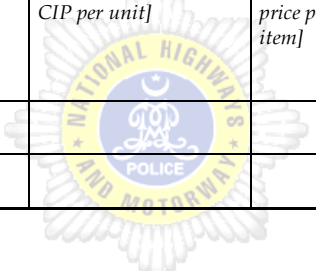 CIP per unit] price p
item]
NATIONAL HIGHWAYS
AND MOTORWAY
POLICE